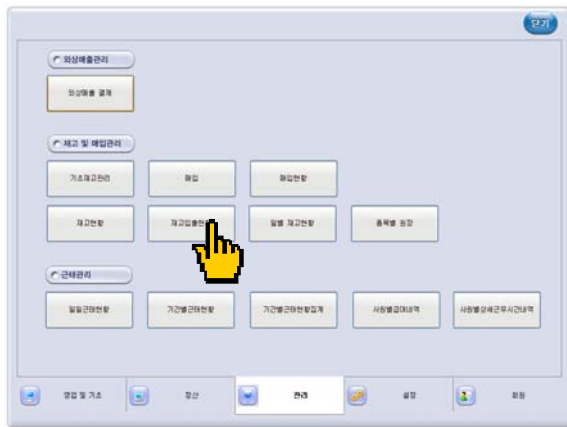 닫기
외상매출관리
외상매출 결제
재고 및 매입관리
기초재고관리
매입
매입현황
재고현황
재고입출현
일별 재고현황
품목별 원장
근태관리
일일근태현황
기간별근태현황
기간별근태현황집계
사원별급여내역
사원별상세근무시간내역
영업 및 기초
정산
관리
설정
회원